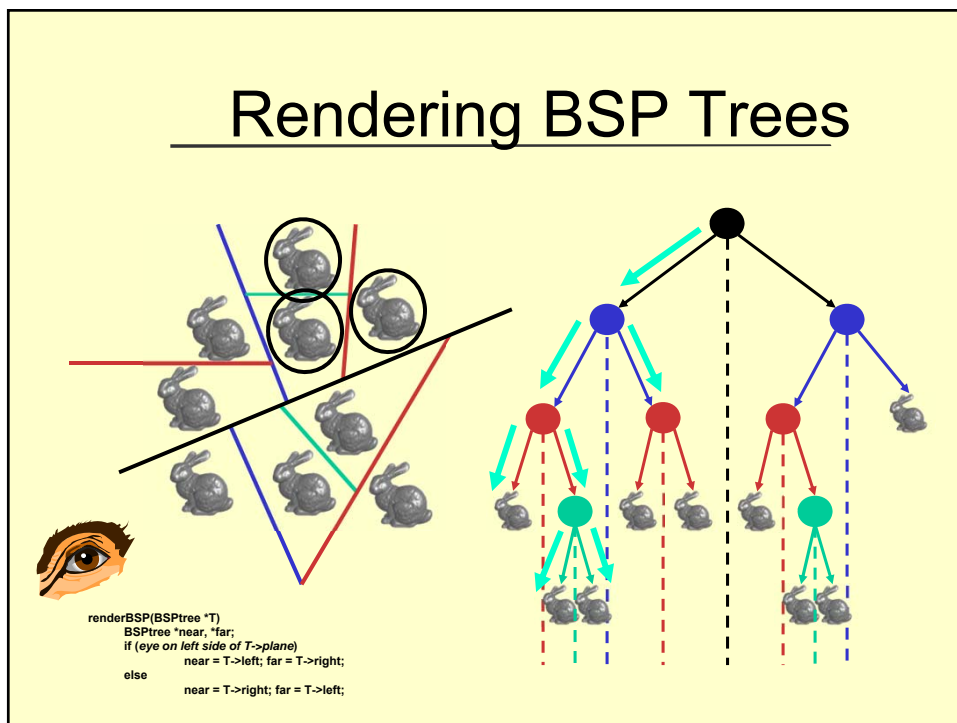 Rendering BSP Trees
renderBSP(BSPtree *T)
BSPtree *near, *far;
if (eye on left side of T->plane)
near = T->left; far = T->right;
else
near = T->right; far = T->left;